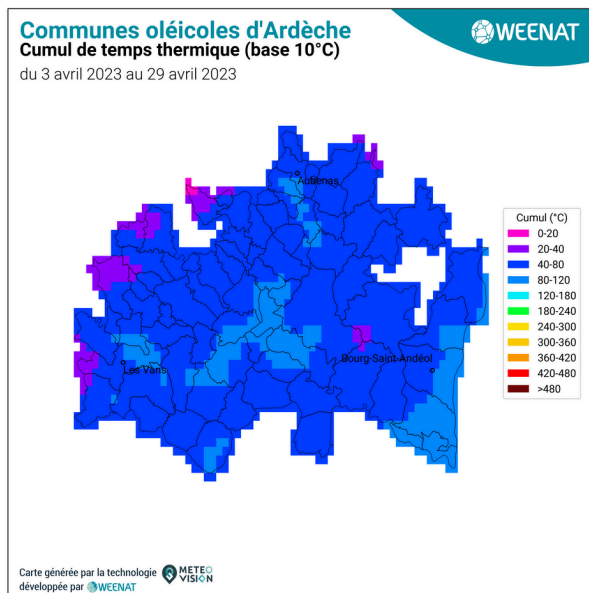 Communes oléicoles d'Ardèche
Cumul de temps thermique (base 10°C)
du 3 avril 2023 au 29 avril 2023
WEENAT
Aubenas
Les Vans
Bourg-Saint-Andéol
Cumul (°C)
0-20
20-40
40-80
80-120
120-180
180-240
240-300
300-360
360-420
420-480
>480
Carte générée par la technologie METEO VISION
développée par WEENAT